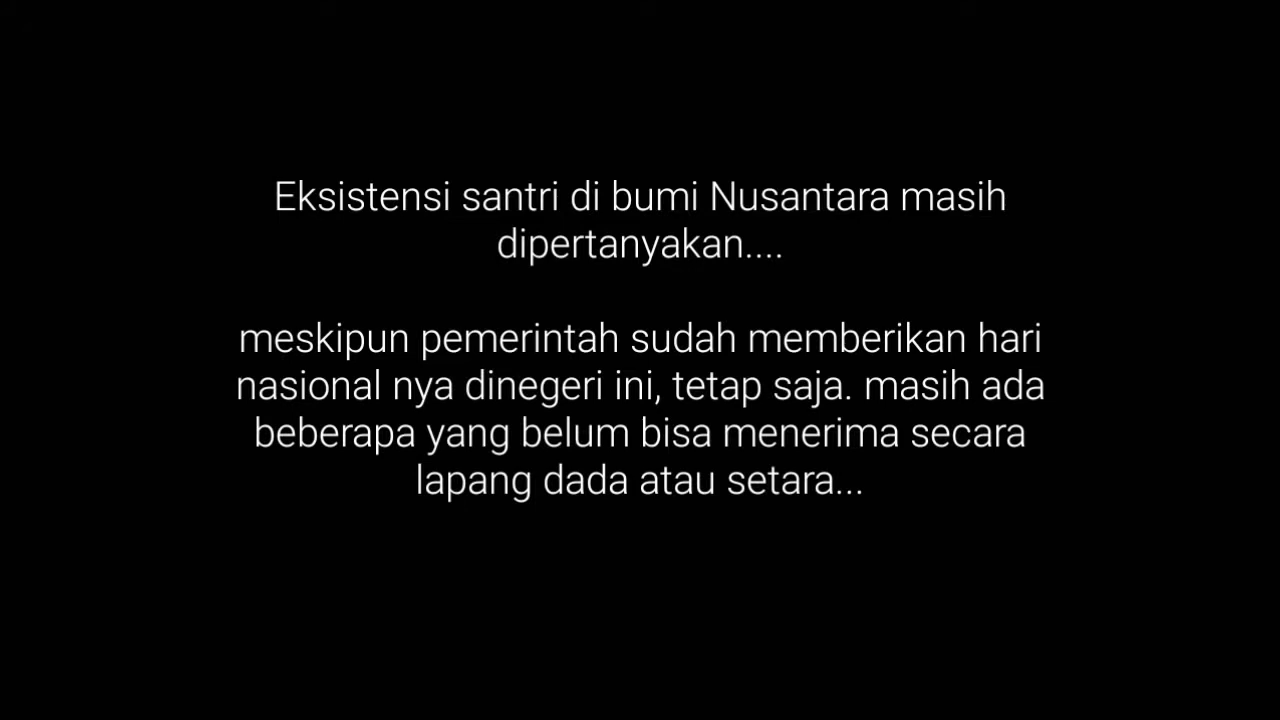 Eksistensi santri di bumi Nusantara masih
dipertanyakan....
meskipun pemerintah sudah memberikan hari
nasional nya dinegeri ini, tetap saja. masih ada
beberapa yang belum bisa menerima secara
lapang dada atau setara...